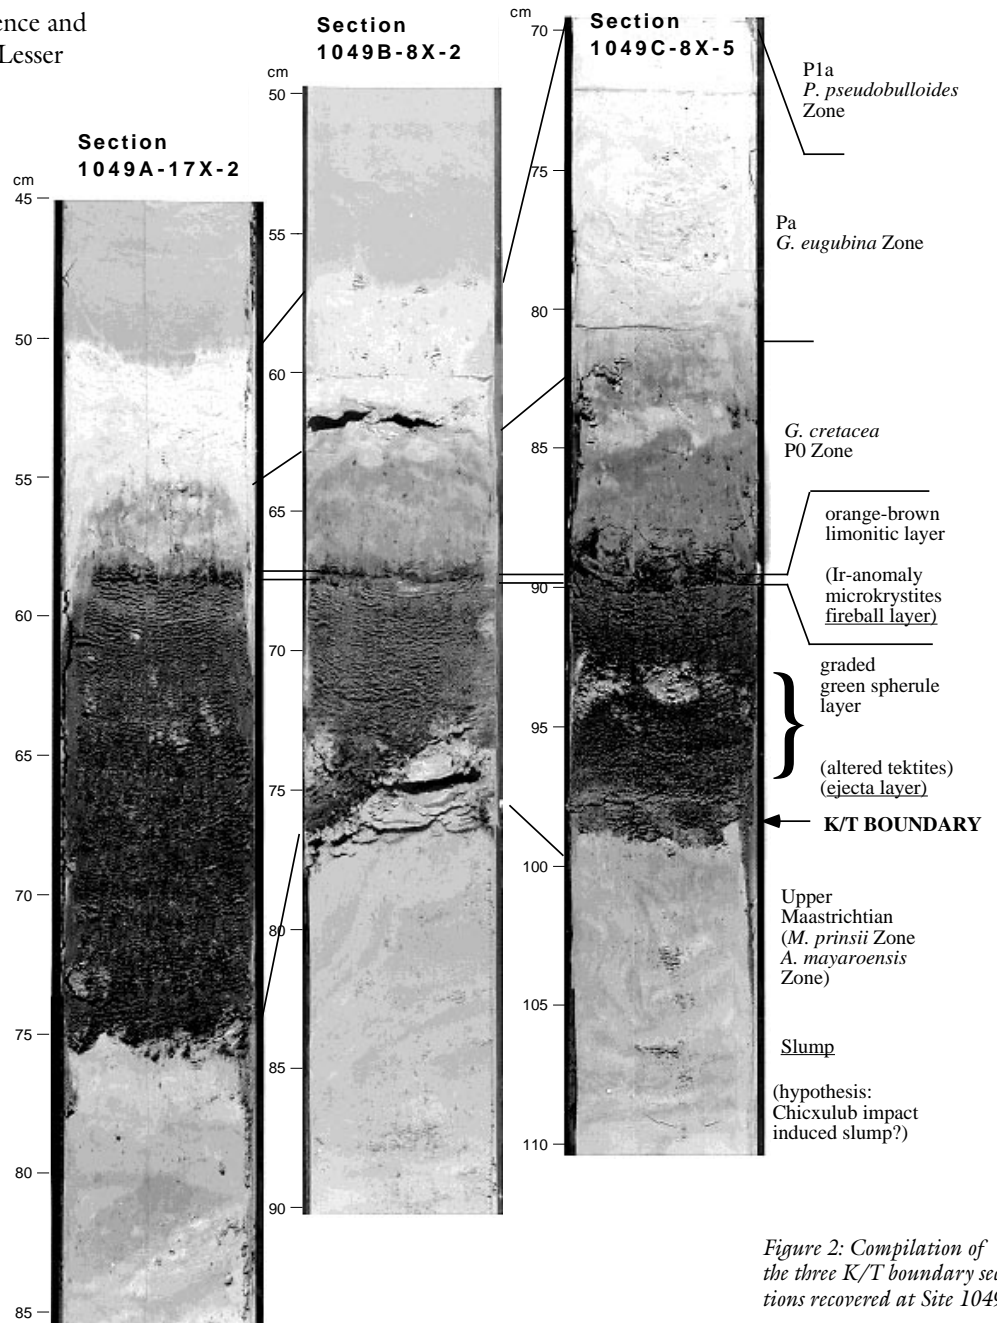 ence and
Lesser
Section
1049A-17X-2
cm
45
50
55
60
65
70
75
80
85
Section
1049B-8X-2
cm
50
55
60
65
70
75
80
85
90
Section
1049C-8X-5
cm
70
75
80
85
90
95
100
105
110
P1a
P. pseudobulloides
Zone
Pa
G. eugubina Zone
G. cretacea
P0 Zone
orange-brown
limonitic layer
(Ir-anomaly
microkrystites
fireball layer)
graded
green spherule
layer
}
(altered tektites)
(ejecta layer)
K/T BOUNDARY
Upper
Maastrichtian
(M. prinsii Zone
A. mayaroensis
Zone)
Slump
(hypothesis:
Chicxulub impact
induced slump?)
Figure 2: Compilation of
the three K/T boundary sec
tions recovered at Site 1049